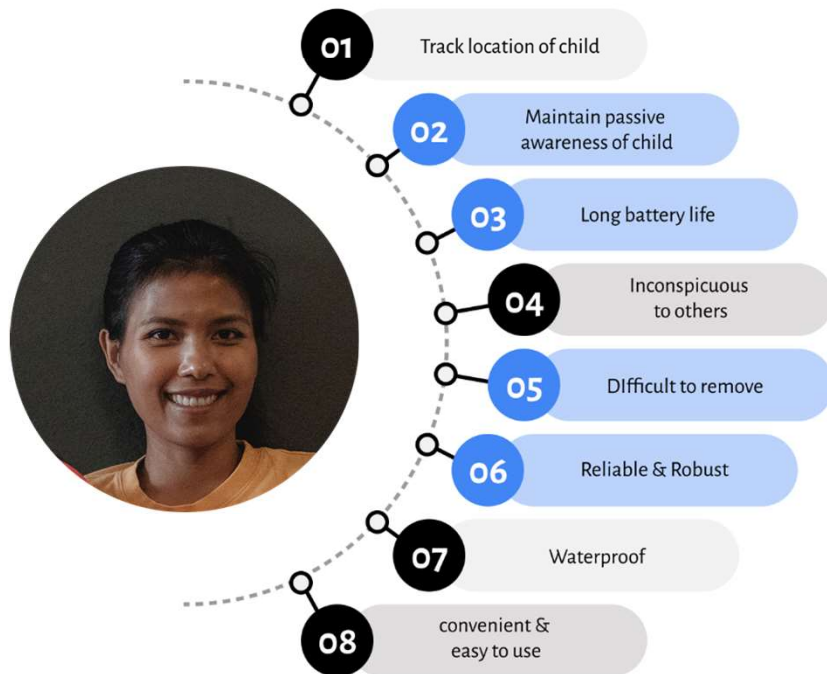 01
Track location of child
02
Maintain passive
awareness of child
03
Long battery life
04
Inconspicuous
to others
05
DIfficult to remove
06
Reliable & Robust
07
Waterproof
08
convenient &
easy to use